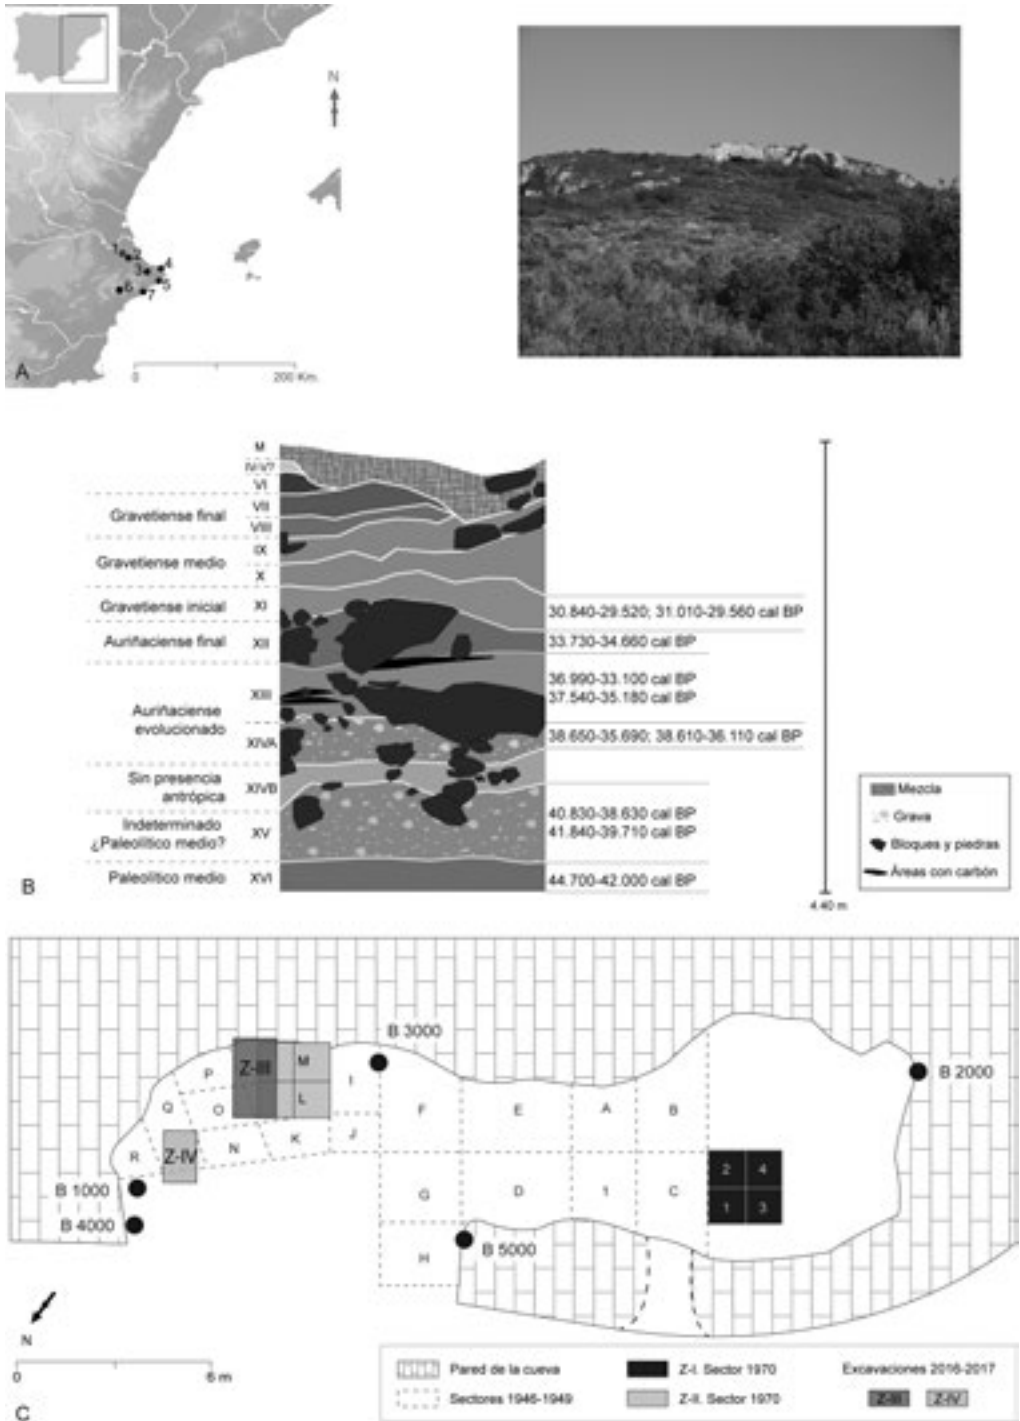 N
1
2
3
4
5
6
7
A
0 200 Km.
M
IV-V?
VI
VII
Gravetiense final
VIII
IX
Gravetiense medio
X
Gravetiense inicial XI 30.840-29.520; 31.010-29.560 cal BP
Auriñaciense final XII 33.730-34.660 cal BP
36.990-33.100 cal BP
XIII
37.540-35.180 cal BP
Auriñaciense
evolucionado
XIVA 38.650-35.690; 38.610-36.110 cal BP
Sin presencia
antrópica
XIVB
40.830-38.630 cal BP
Indeterminado
¿Paleolítico medio?
XV 41.840-39.710 cal BP
Paleolítico medio XVI 44.700-42.000 cal BP
B
4.40 m
Mezcla
Grava
Bloques y piedras
Áreas con carbón
B 3000
B 2000
P Z-III M I
Q O L F E A B
R Z-IV N K J
B 1000
B 4000
G D 1 C
2 4
1 3
H
B 5000
N
0 6 m
C
Pared de la cueva
Z-I. Sector 1970
Excavaciones 2016-2017
Sectores 1946-1949
Z-II. Sector 1970
Z-III
Z-IV